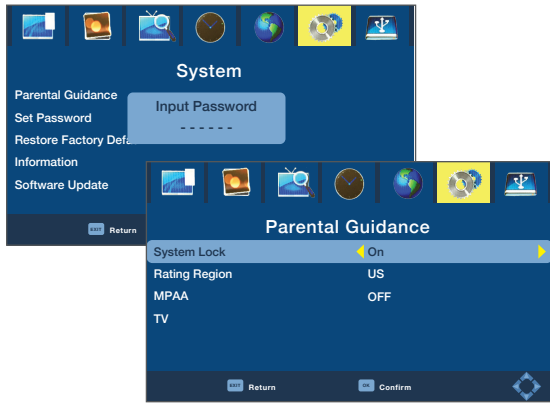 System
Parental Guidance
Set Password
Restore Factory Defa
Information
Software Update
Input Password
- - - - - -
EXIT Return
Parental Guidance
System Lock On
Rating Region US
MPAA OFF
TV
EXIT Return OK Confirm